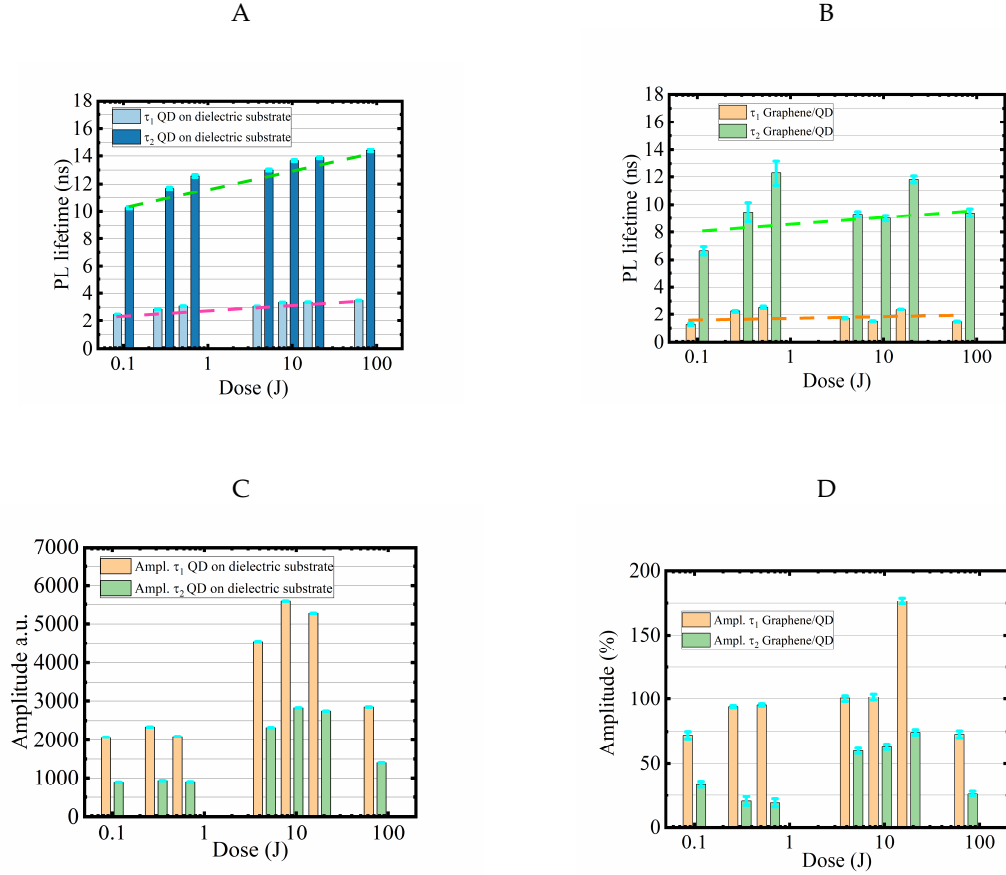 A
B
18
16
14
12
10
8
6
4
2
0
PL lifetime (ns)
τ1 QD on dielectric substrate
τ2 QD on dielectric substrate
0.1
1
10
100
Dose (J)
18
16
14
12
10
8
6
4
2
0
PL lifetime (ns)
τ1 Graphene/QD
τ2 Graphene/QD
0.1
1
10
100
Dose (J)
C
D
7000
6000
5000
4000
3000
2000
1000
0
Amplitude a.u.
Ampl. τ1 QD on dielectric substrate
Ampl. τ2 QD on dielectric substrate
0.1
1
10
100
Dose (J)
200
150
100
50
0
Amplitude (%)
Ampl. τ1 Graphene/QD
Ampl. τ2 Graphene/QD
0.1
1
10
100
Dose (J)